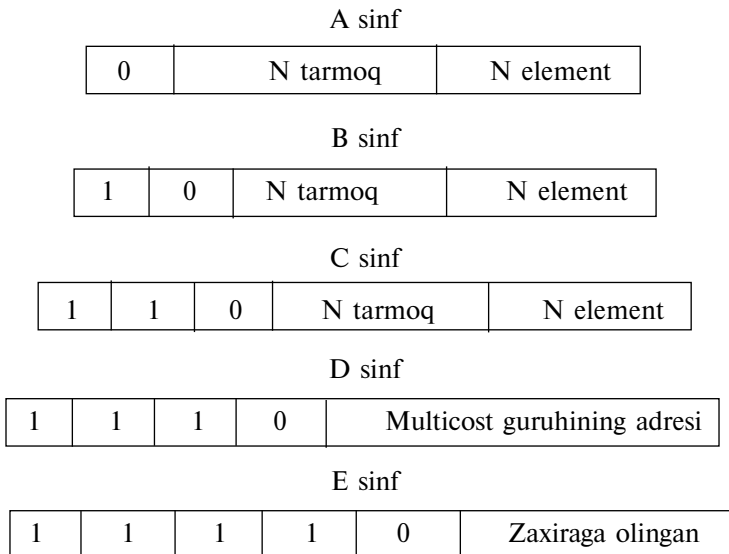 A sinf
0 N tarmoq N element
B sinf
1 0 N tarmoq N element
C sinf
1 1 0 N tarmoq N element
D sinf
1 1 1 0 Multicost guruhining adresi
E sinf
1 1 1 1 0 Zaxiraga olingan